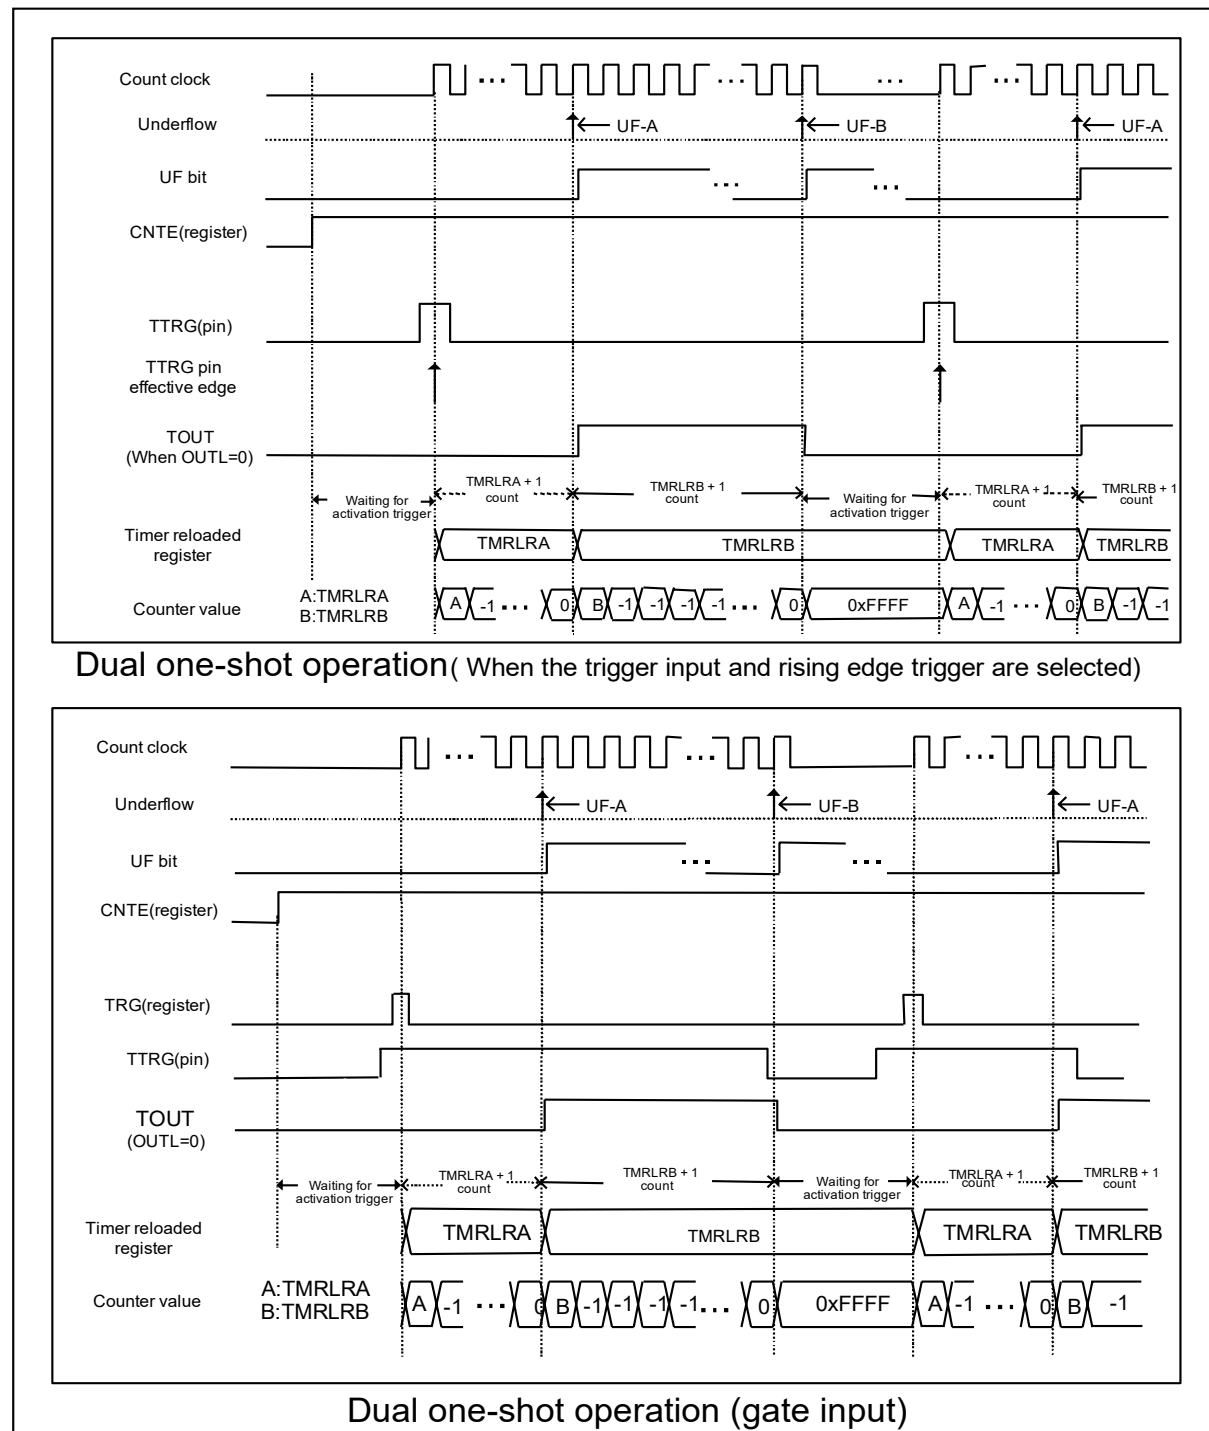 Count clock
Underflow
UF-A
UF-B
UF-A
UF bit
CNTE(register)
TTRG(pin)
TTRG pin
effective edge
TOUT
(When OUTL=0)
Waiting for
activation trigger
TMRLRA + 1
count
TMRLRB + 1
count
Waiting for
activation trigger
TMRLRA + 1
count
TMRLRB + 1
count
Timer reloaded
register
TMRLRA
TMRLRB
TMRLRA
TMRLRB
A:TMRLRA
B:TMRLRB
Counter value
A -1 ... 0 B -1 -1 -1 -1 ... 0 0xFFFF A -1 ... 0 B -1 -1
Dual one-shot operation( When the trigger input and rising edge trigger are selected)
Count clock
Underflow
UF-A
UF-B
UF-A
UF bit
CNTE(register)
TRG(register)
TTRG(pin)
TOUT
(OUTL=0)
Waiting for
activation trigger
TMRLRA + 1
count
TMRLRB + 1
count
Waiting for
activation trigger
TMRLRA + 1
count
TMRLRB + 1
count
Timer reloaded
register
TMRLRA
TMRLRB
TMRLRA
TMRLRB
A:TMRLRA
B:TMRLRB
Counter value
A -1 ... 0 B -1 -1 -1 -1 ... 0 0xFFFF A -1 ... 0 B -1
Dual one-shot operation (gate input)